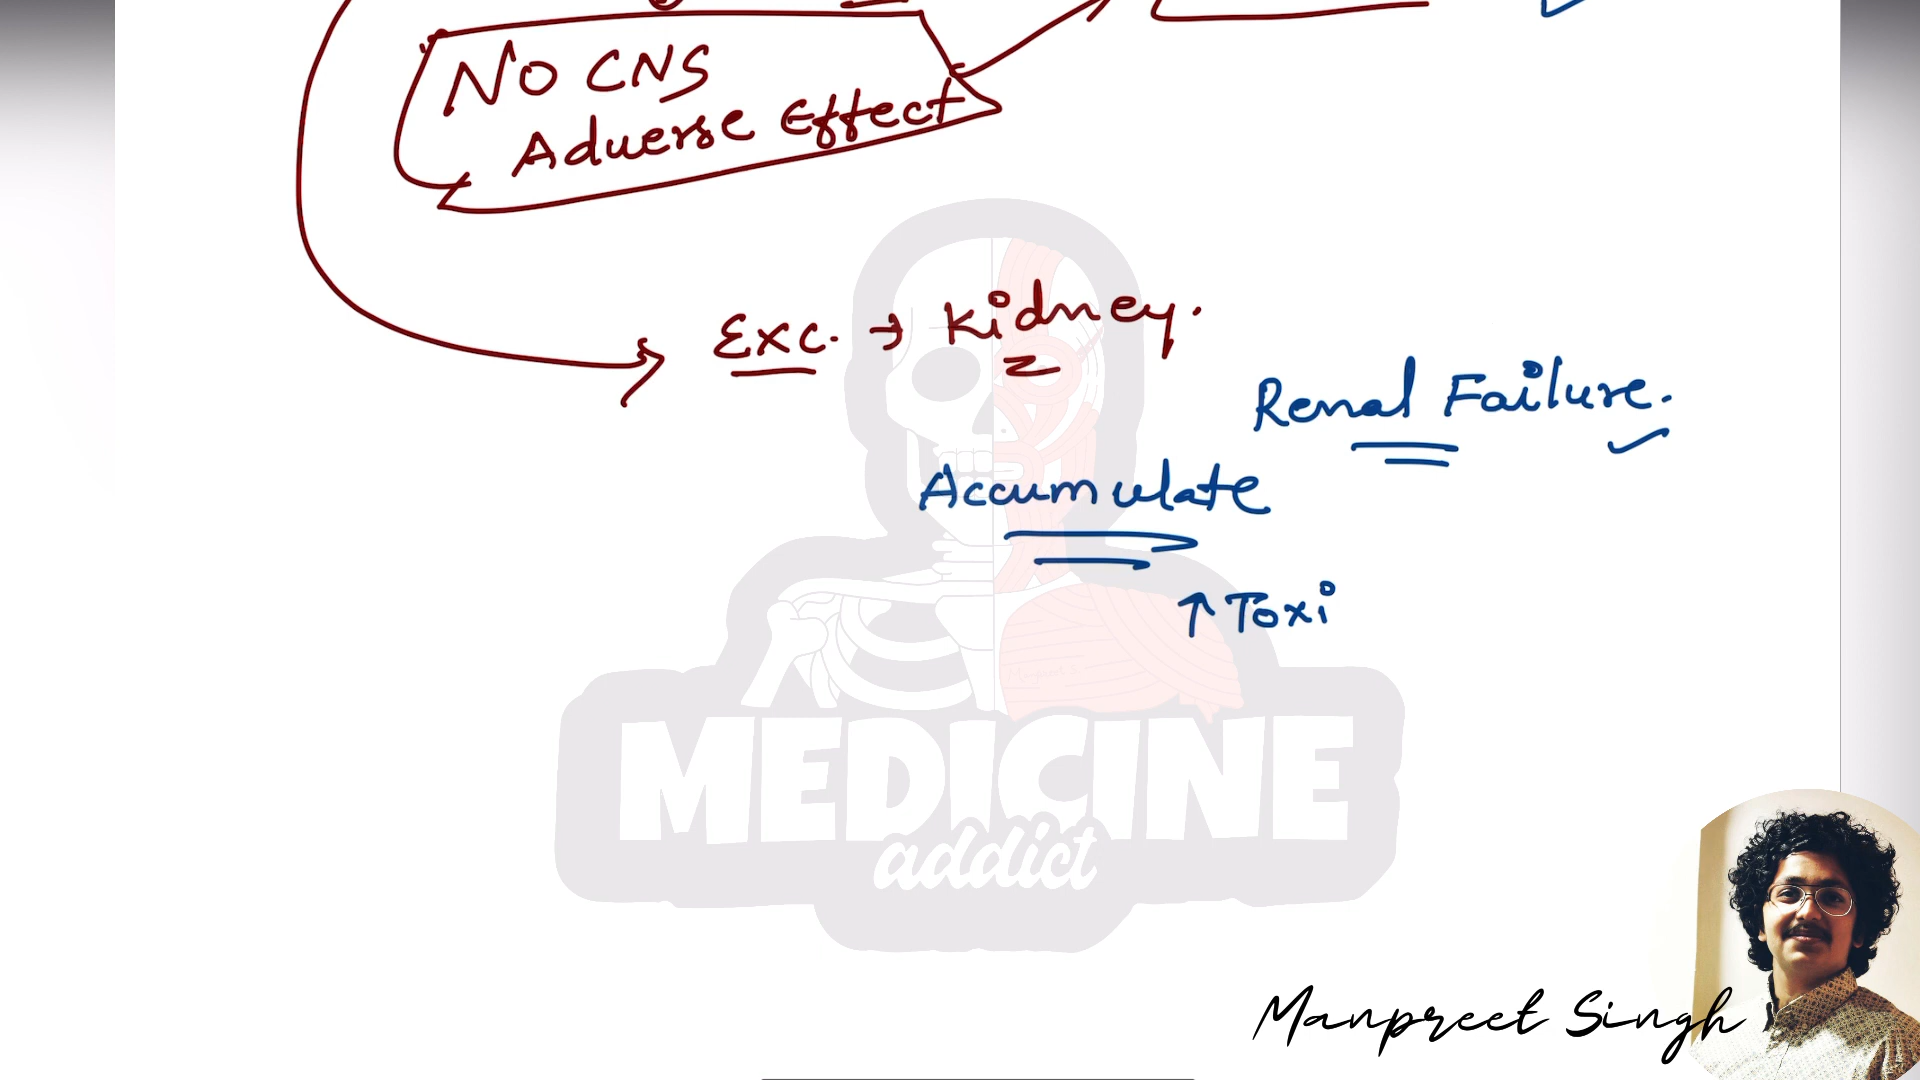 NO CNS
Adverse Effect
Exc. → Kidney.
Renal Failure.
Accumulate
↑ Toxi
MEDICINE
addict
Manpreet Singh